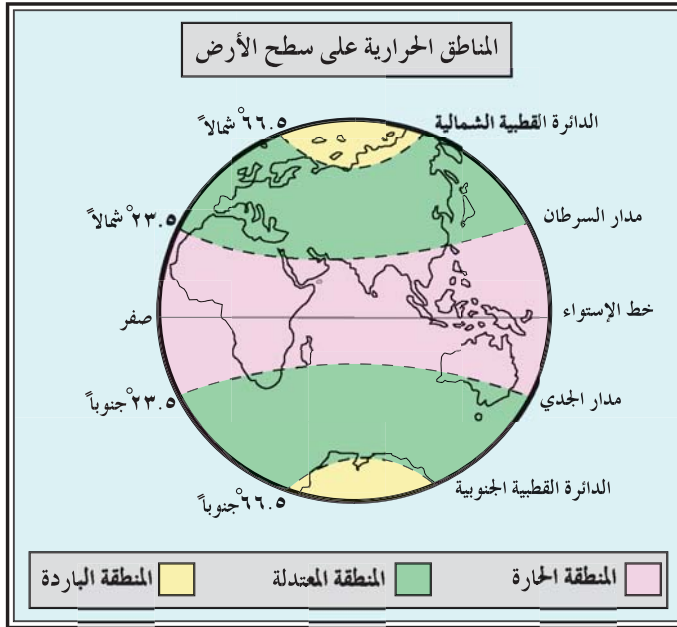 المناطق الحرارية على سطح الأرض
الدائرة القطبية الشمالية
٦٦.٥° شمالاً
مدار السرطان
٢٣.٥° شمالاً
خط الإستواء
صفر
مدار الجدي
٢٣.٥° جنوباً
الدائرة القطبية الجنوبية
٦٦.٥° جنوباً
المنطقة الحارة
المنطقة المعتدلة
المنطقة الباردة